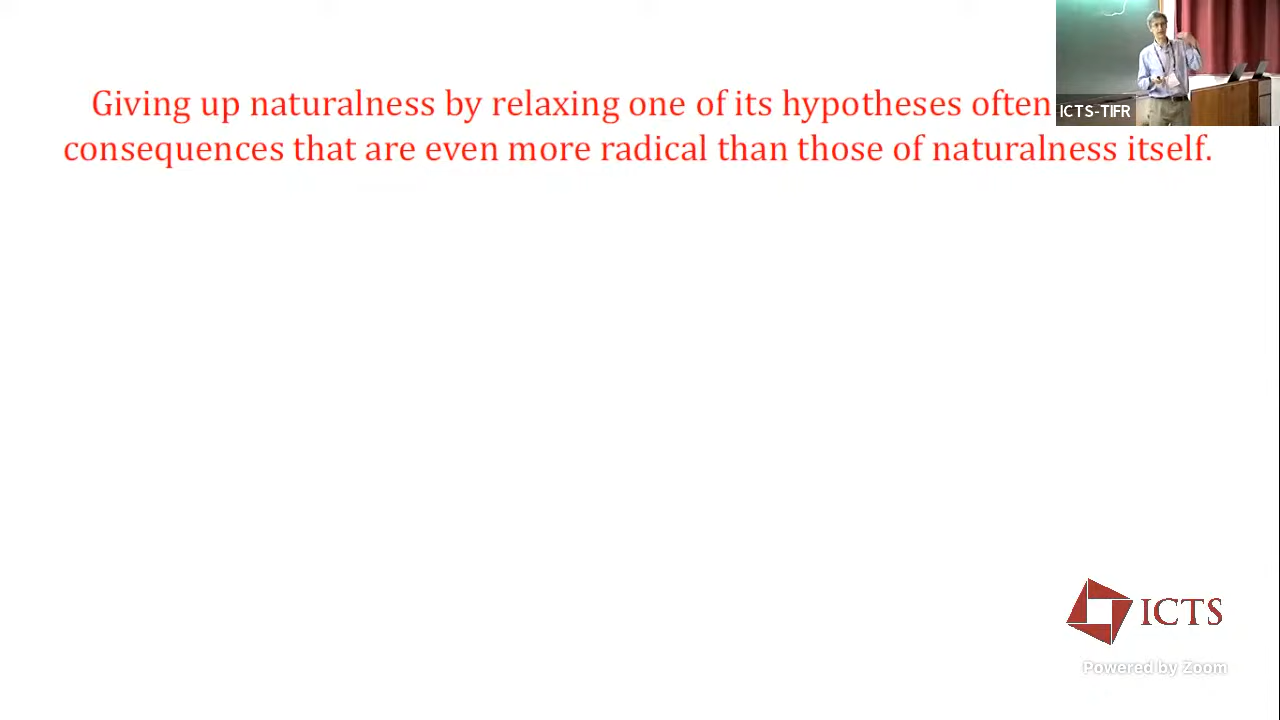 Giving up naturalness by relaxing one of its hypotheses often
consequences that are even more radical than those of naturalness itself.
ICTS-TIFR
ICTS
Powered by Zoom